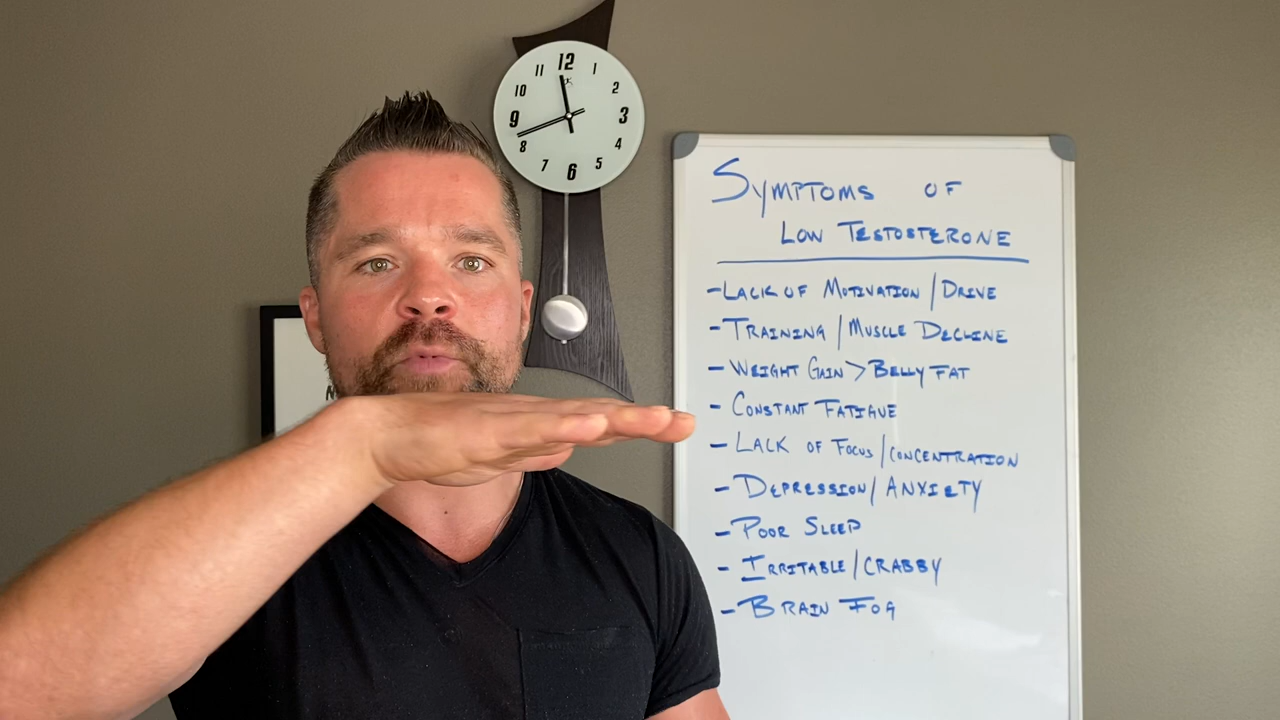 12
11
1
10
2
9
3
8
4
7
5
6
SYMPTOMS OF
LOW TESTOSTERONE
- LACK OF MOTIVATION / DRIVE
- TRAINING / MUSCLE DECLINE
- WEIGHT GAIN > BELLY FAT
- CONSTANT FATIGUE
- LACK OF FOCUS / CONCENTRATION
- DEPRESSION / ANXIETY
- POOR SLEEP
- IRRITABLE / CRABBY
- BRAIN FOG